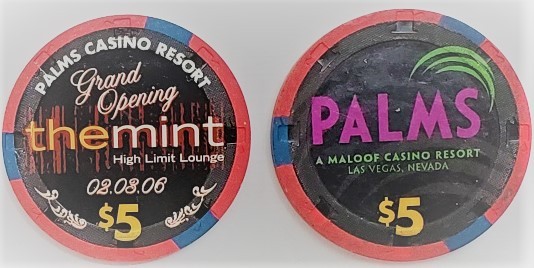 PALMS CASINO RESORT
Grand
Opening
themint
High Limit Lounge
02.03.06
$5
PALMS
A MALOOF CASINO RESORT
LAS VEGAS, NEVADA
$5